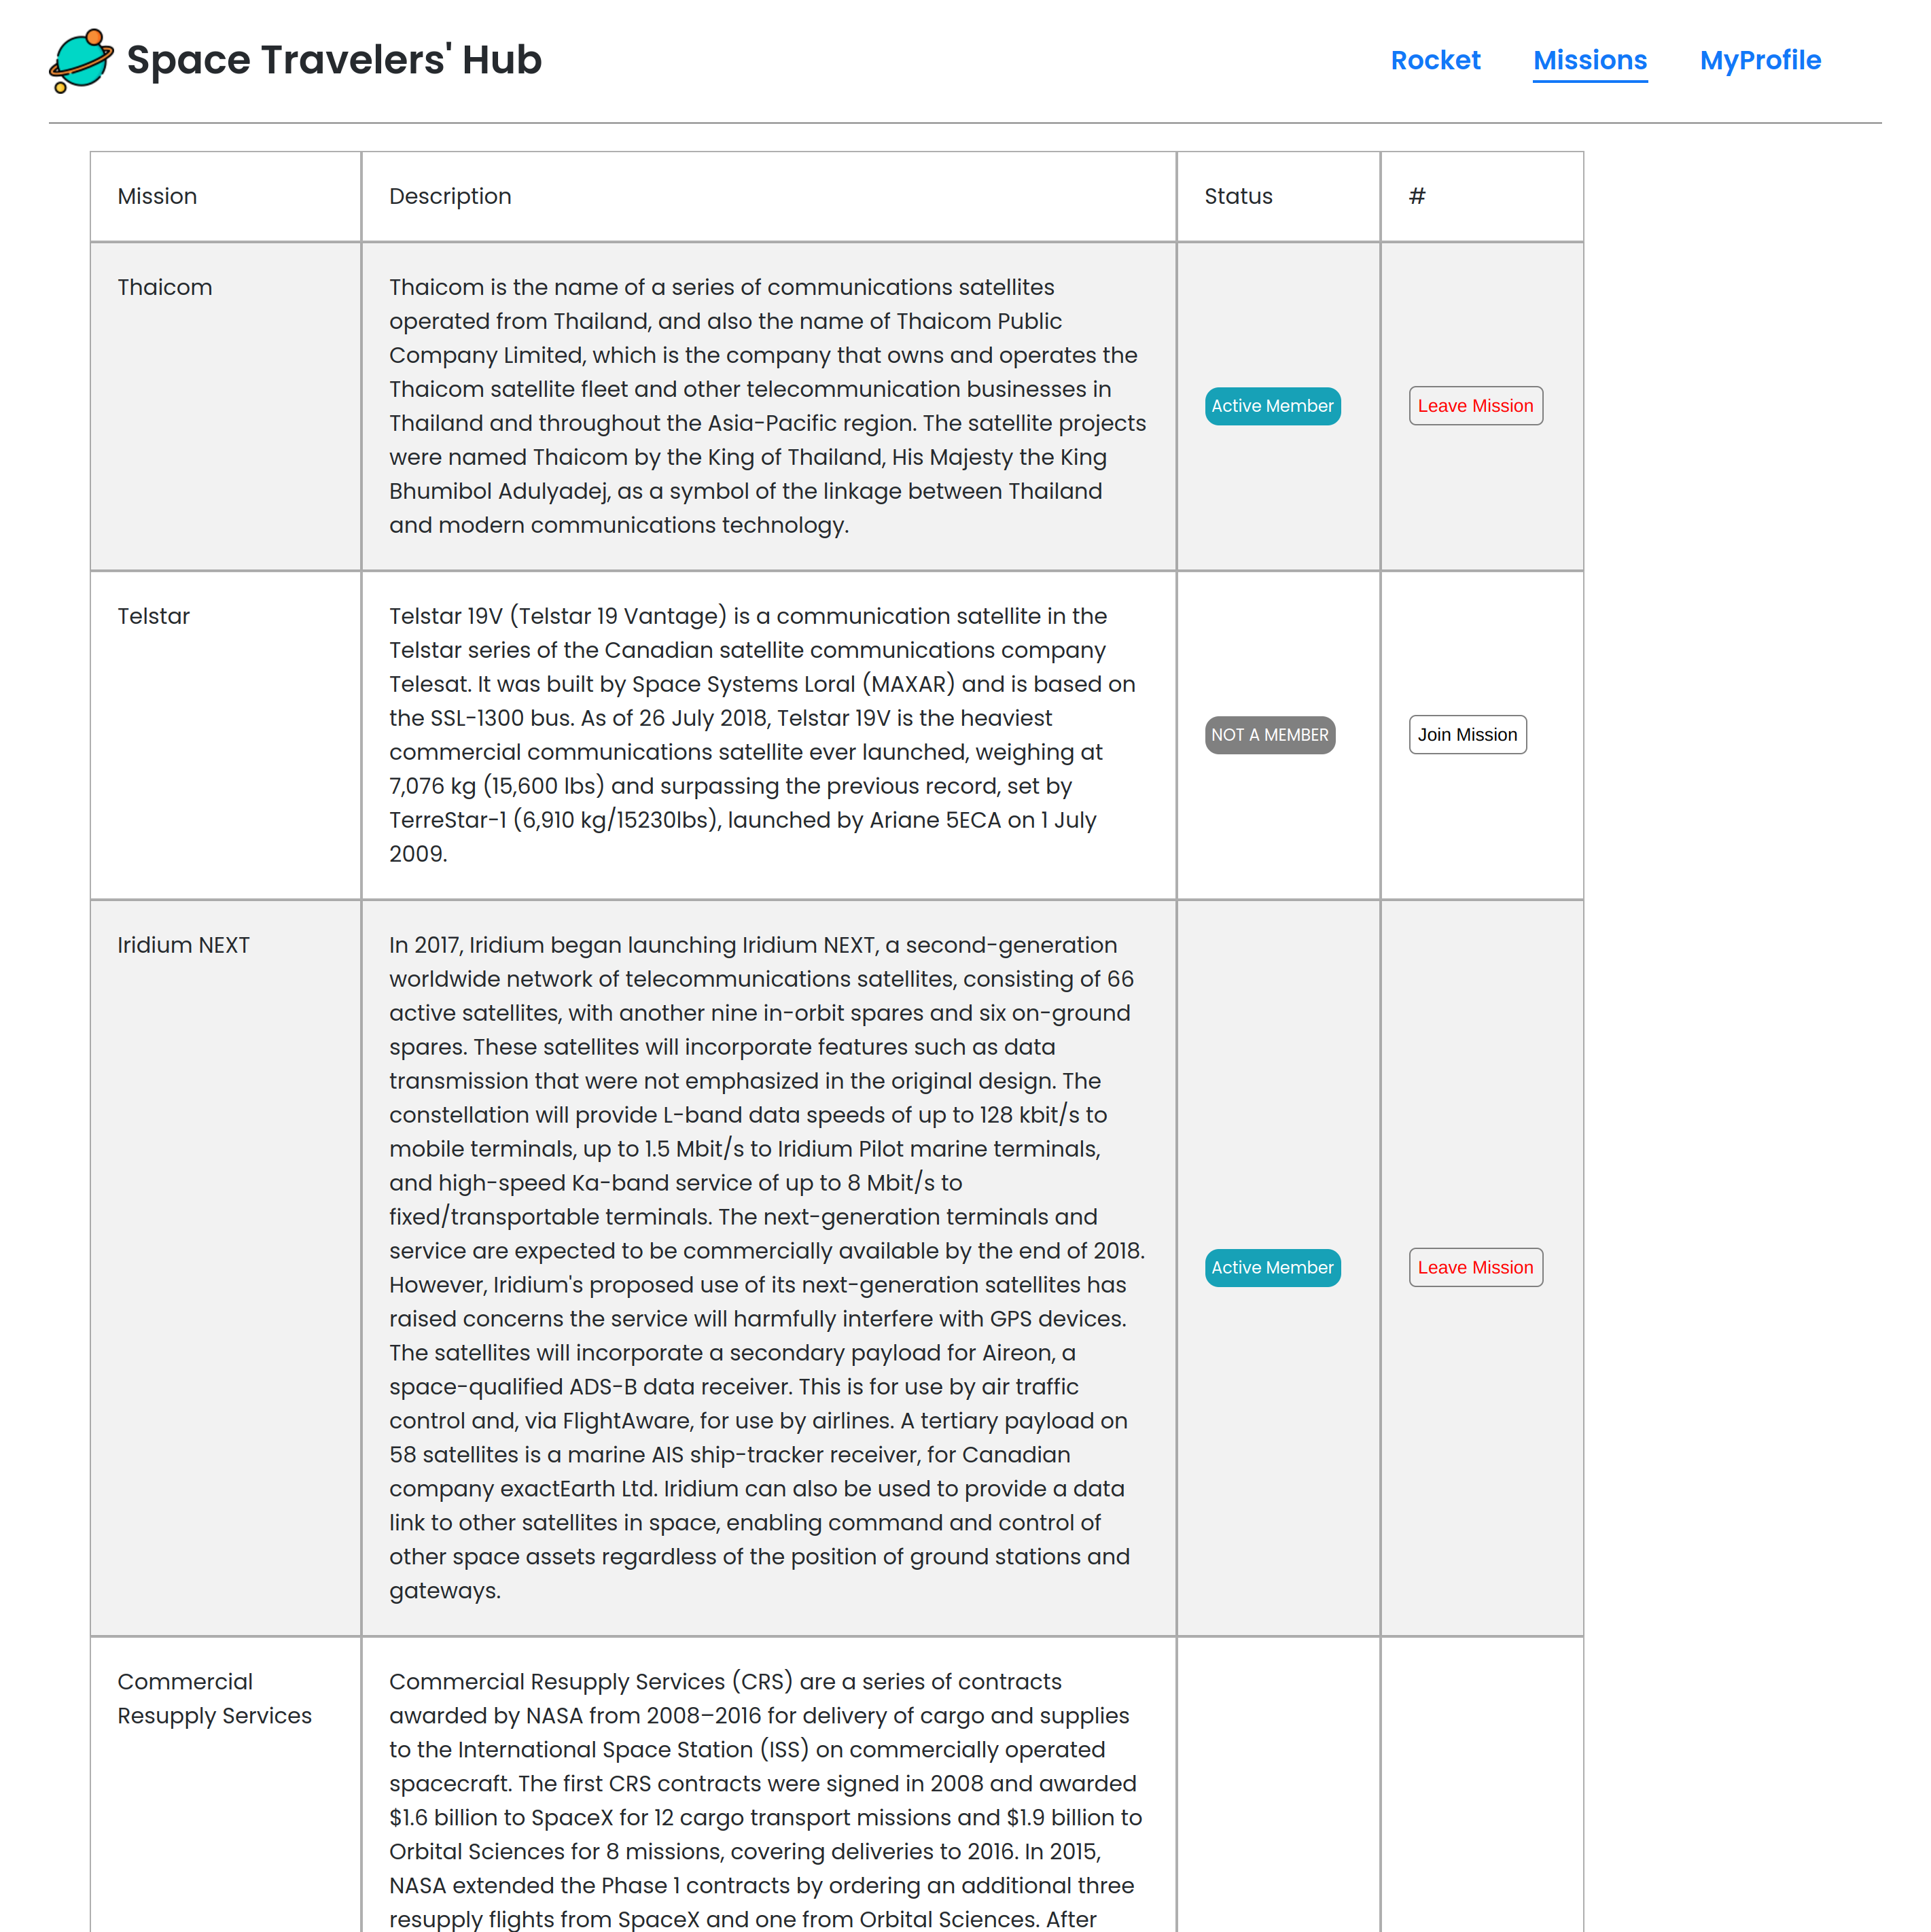 Space Travelers' Hub
Rocket
Missions
MyProfile
Mission
Description
Status
#
Thaicom
Thaicom is the name of a series of communications satellites
operated from Thailand, and also the name of Thaicom Public
Company Limited, which is the company that owns and operates the
Thaicom satellite fleet and other telecommunication businesses in
Thailand and throughout the Asia-Pacific region. The satellite projects
were named Thaicom by the King of Thailand, His Majesty the King
Bhumibol Adulyadej, as a symbol of the linkage between Thailand
and modern communications technology.
Active Member
Leave Mission
Telstar
Telstar 19V (Telstar 19 Vantage) is a communication satellite in the
Telstar series of the Canadian satellite communications company
Telesat. It was built by Space Systems Loral (MAXAR) and is based on
the SSL-1300 bus. As of 26 July 2018, Telstar 19V is the heaviest
commercial communications satellite ever launched, weighing at
7,076 kg (15,600 lbs) and surpassing the previous record, set by
TerreStar-1 (6,910 kg/15230lbs), launched by Ariane 5ECA on 1 July
2009.
NOT A MEMBER
Join Mission
Iridium NEXT
In 2017, Iridium began launching Iridium NEXT, a second-generation
worldwide network of telecommunications satellites, consisting of 66
active satellites, with another nine in-orbit spares and six on-ground
spares. These satellites will incorporate features such as data
transmission that were not emphasized in the original design. The
constellation will provide L-band data speeds of up to 128 kbit/s to
mobile terminals, up to 1.5 Mbit/s to Iridium Pilot marine terminals,
and high-speed Ka-band service of up to 8 Mbit/s to
fixed/transportable terminals. The next-generation terminals and
service are expected to be commercially available by the end of 2018.
However, Iridium's proposed use of its next-generation satellites has
raised concerns the service will harmfully interfere with GPS devices.
The satellites will incorporate a secondary payload for Aireon, a
space-qualified ADS-B data receiver. This is for use by air traffic
control and, via FlightAware, for use by airlines. A tertiary payload on
58 satellites is a marine AIS ship-tracker receiver, for Canadian
company exactEarth Ltd. Iridium can also be used to provide a data
link to other satellites in space, enabling command and control of
other space assets regardless of the position of ground stations and
gateways.
Active Member
Leave Mission
Commercial
Resupply Services
Commercial Resupply Services (CRS) are a series of contracts
awarded by NASA from 2008–2016 for delivery of cargo and supplies
to the International Space Station (ISS) on commercially operated
spacecraft. The first CRS contracts were signed in 2008 and awarded
$1.6 billion to SpaceX for 12 cargo transport missions and $1.9 billion to
Orbital Sciences for 8 missions, covering deliveries to 2016. In 2015,
NASA extended the Phase 1 contracts by ordering an additional three
resupply flights from SpaceX and one from Orbital Sciences. After